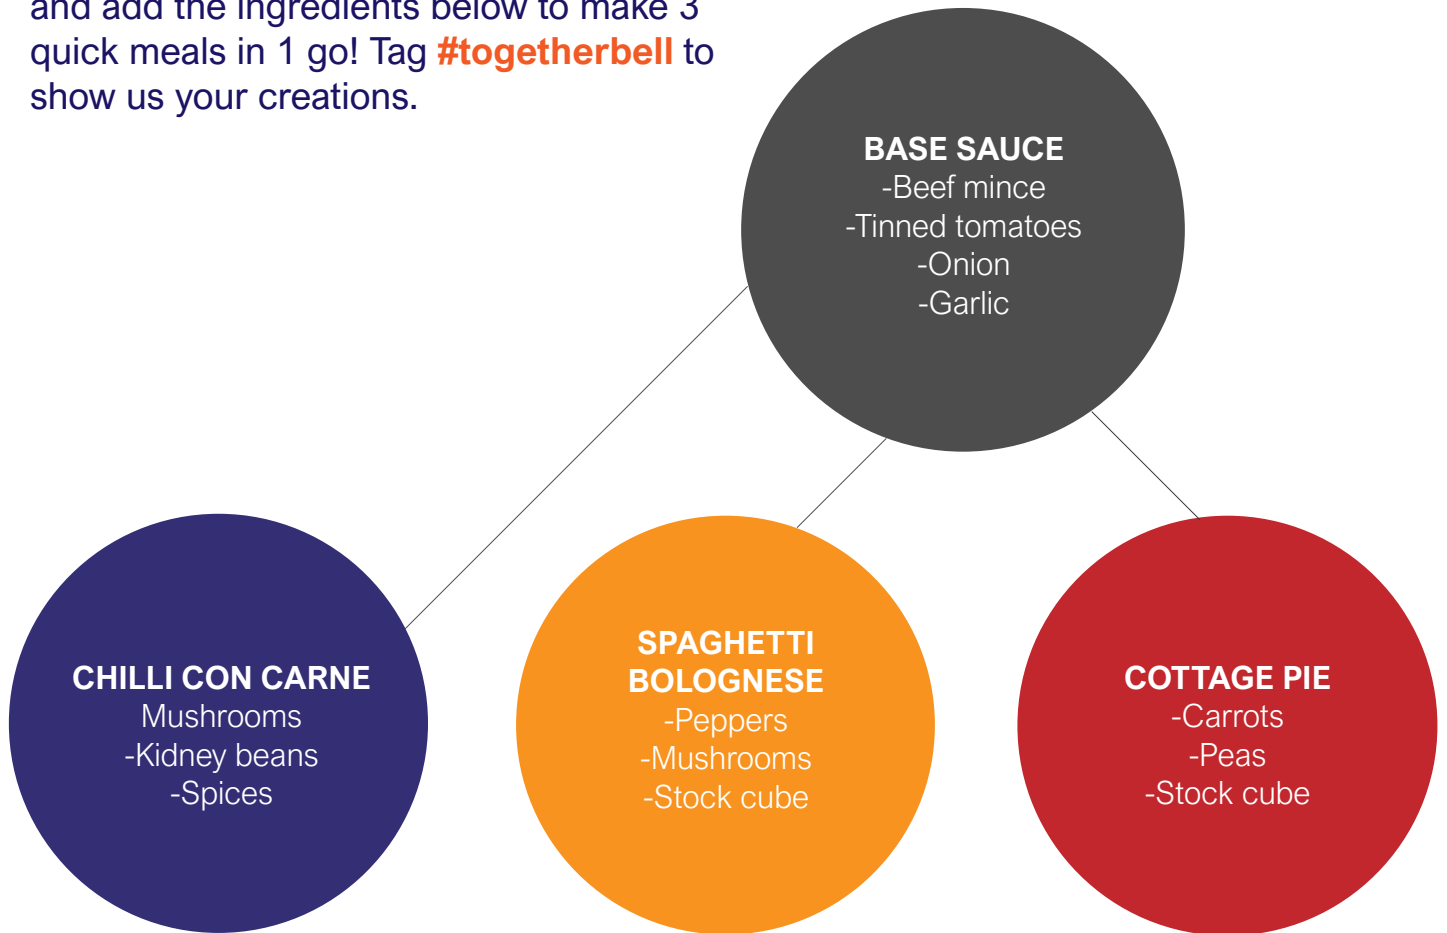 and add the ingredients below to make 3
quick meals in 1 go! Tag #togetherbell to
show us your creations.
BASE SAUCE
-Beef mince
-Tinned tomatoes
-Onion
-Garlic
CHILLI CON CARNE
Mushrooms
-Kidney beans
-Spices
SPAGHETTI
BOLOGNESE
-Peppers
-Mushrooms
-Stock cube
COTTAGE PIE
-Carrots
-Peas
-Stock cube